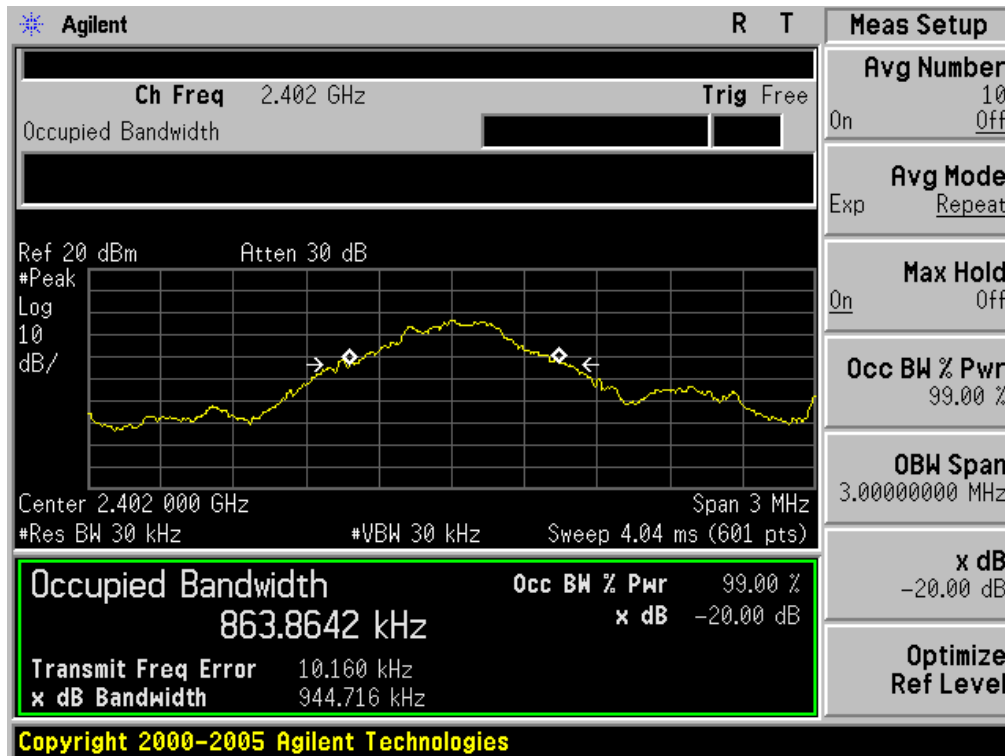 Agilent R T
Ch Freq 2.402 GHz Trig Free
Occupied Bandwidth
Ref 20 dBm Atten 30 dB
#Peak
Log
10
dB/
Center 2.402 000 GHz Span 3 MHz
#Res BW 30 kHz #VBW 30 kHz Sweep 4.04 ms (601 pts)
Occupied Bandwidth
863.8642 kHz
Occ BW % Pwr 99.00 %
x dB -20.00 dB
Transmit Freq Error 10.160 kHz
x dB Bandwidth 944.716 kHz
Copyright 2000-2005 Agilent Technologies
Meas Setup
Avg Number
10
On Off
Avg Mode
Exp Repeat
Max Hold
On Off
Occ BW % Pwr
99.00 %
OBW Span
3.00000000 MHz
x dB
-20.00 dB
Optimize
Ref Level